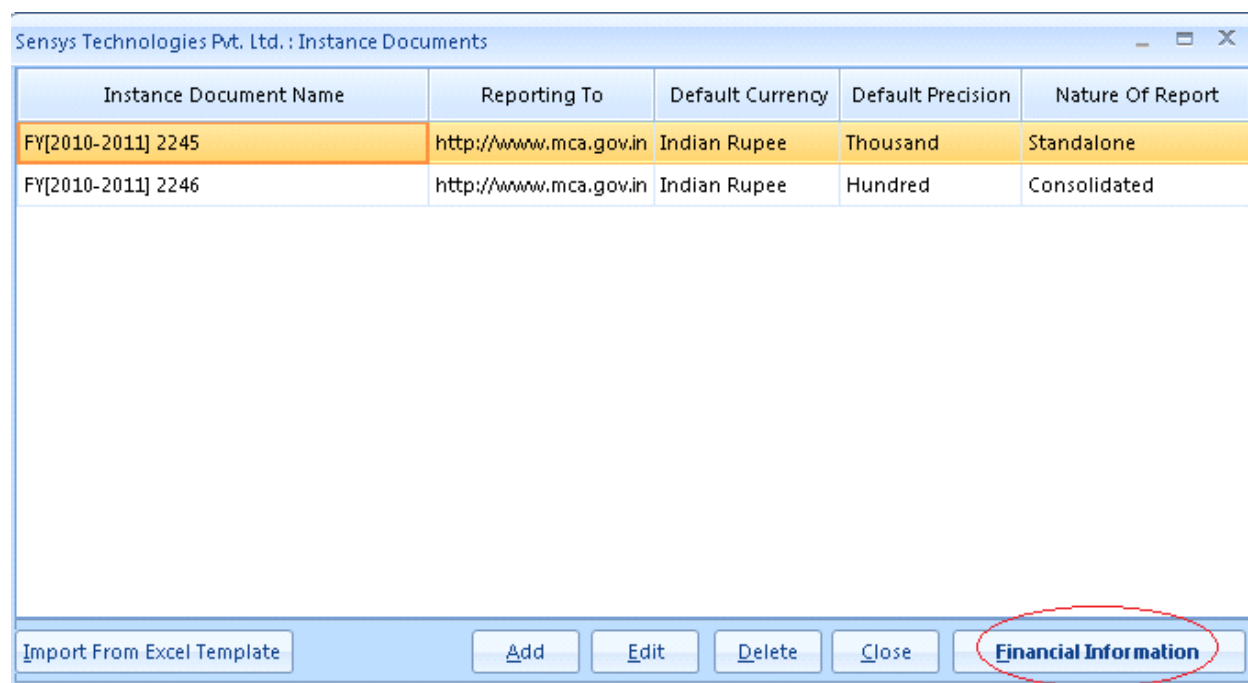 Sensys Technologies Pvt. Ltd. : Instance Documents
Instance Document Name Reporting To Default Currency Default Precision Nature Of Report
FY[2010-2011] 2245 http://www.mca.gov.in Indian Rupee Thousand Standalone
FY[2010-2011] 2246 http://www.mca.gov.in Indian Rupee Hundred Consolidated
Import From Excel Template Add Edit Delete Close Financial Information